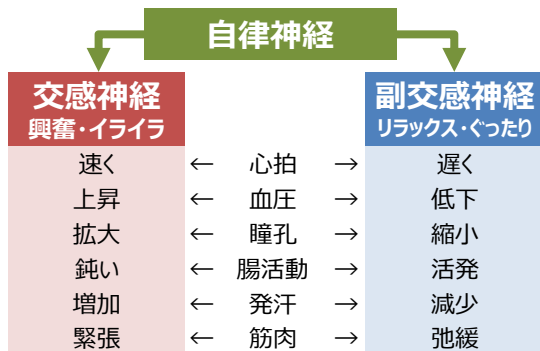 自律神経
交感神経 副交感神経
興奮・イライラ リラックス・ぐったり
速く ← 心拍 → 遅く
上昇 ← 血圧 → 低下
拡大 ← 瞳孔 → 縮小
鈍い ← 腸活動 → 活発
増加 ← 発汗 → 減少
緊張 ← 筋肉 → 弛緩